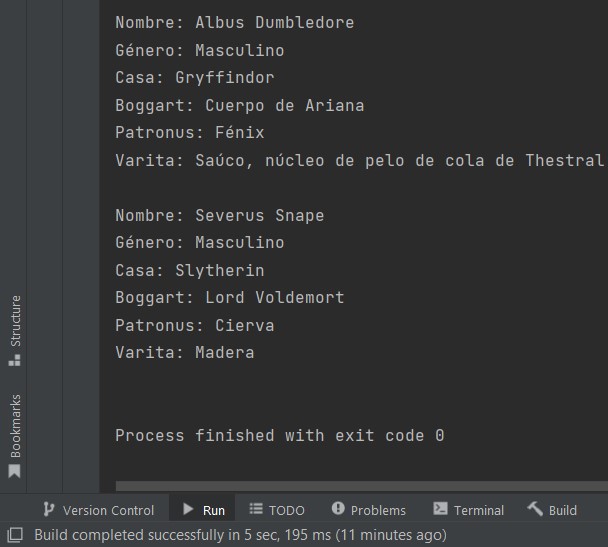 Nombre: Albus Dumbledore
Género: Masculino
Casa: Gryffindor
Boggart: Cuerpo de Ariana
Patronus: Fénix
Varita: Saúco, núcleo de pelo de cola de Thestral
Nombre: Severus Snape
Género: Masculino
Casa: Slytherin
Boggart: Lord Voldemort
Patronus: Cierva
Varita: Madera
Process finished with exit code 0
Structure
Bookmarks
Version Control Run TODO Problems Terminal Build
Build completed successfully in 5 sec, 195 ms (11 minutes ago)